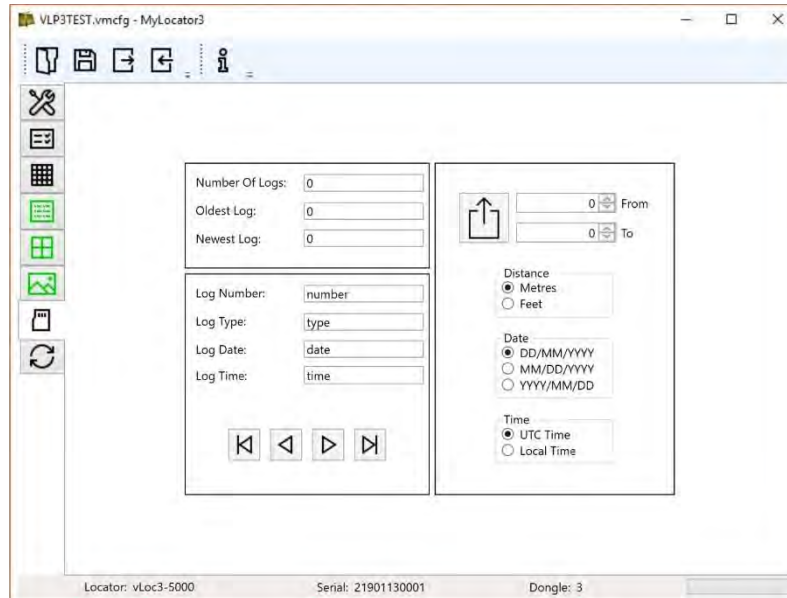 VLP3TEST.vmcfg - MyLocator3
Number Of Logs: 0
Oldest Log: 0
Newest Log: 0
Log Number: number
Log Type: type
Log Date: date
Log Time: time
0 From
0 To
Distance
Metres
Feet
Date
DD/MM/YYYY
MM/DD/YYYY
YYYY/MM/DD
Time
UTC Time
Local Time
Locator: vLoc3-5000 Serial: 21901130001 Dongle: 3